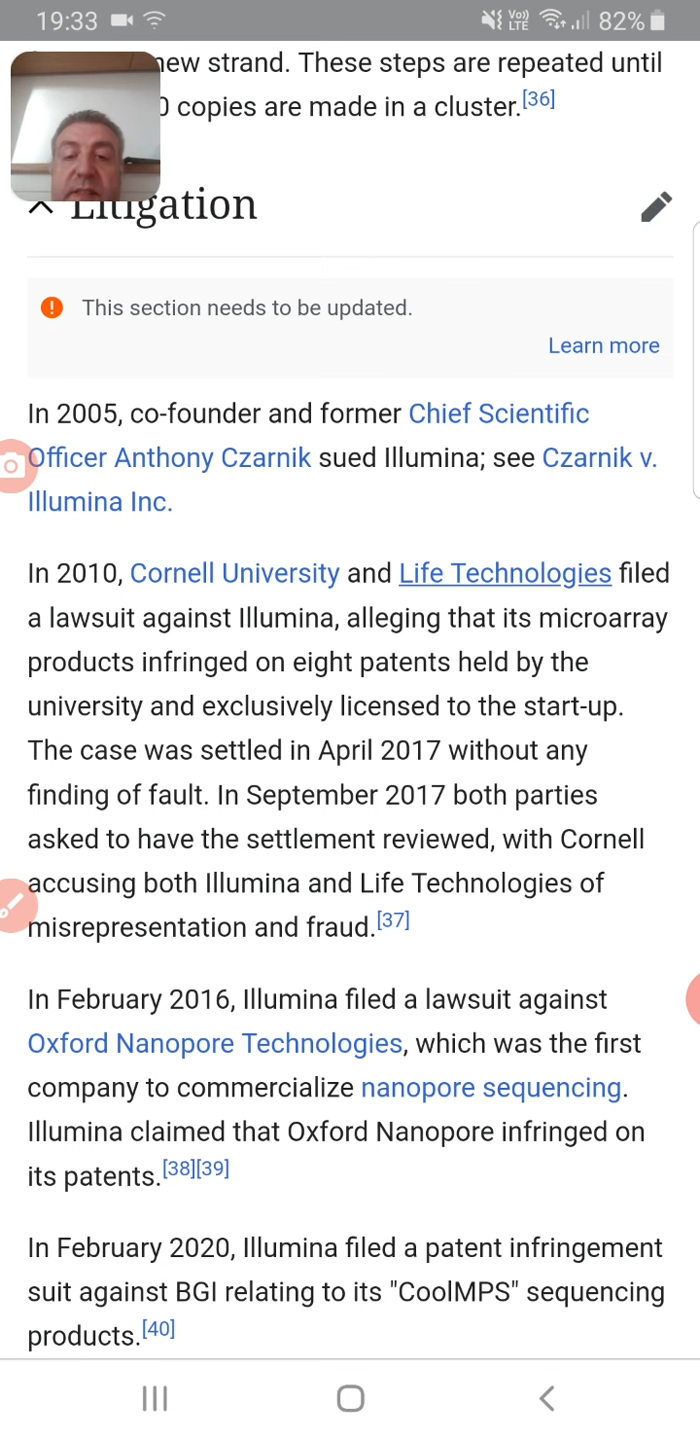 19:33 Vo)) LTE 82%
new strand. These steps are repeated until
0 copies are made in a cluster.[36]
Litigation
This section needs to be updated.
Learn more
In 2005, co-founder and former Chief Scientific
Officer Anthony Czarnik sued Illumina; see Czarnik v.
Illumina Inc.
In 2010, Cornell University and Life Technologies filed
a lawsuit against Illumina, alleging that its microarray
products infringed on eight patents held by the
university and exclusively licensed to the start-up.
The case was settled in April 2017 without any
finding of fault. In September 2017 both parties
asked to have the settlement reviewed, with Cornell
accusing both Illumina and Life Technologies of
misrepresentation and fraud.[37]
In February 2016, Illumina filed a lawsuit against
Oxford Nanopore Technologies, which was the first
company to commercialize nanopore sequencing.
Illumina claimed that Oxford Nanopore infringed on
its patents.[38][39]
In February 2020, Illumina filed a patent infringement
suit against BGI relating to its "CoolMPS" sequencing
products.[40]